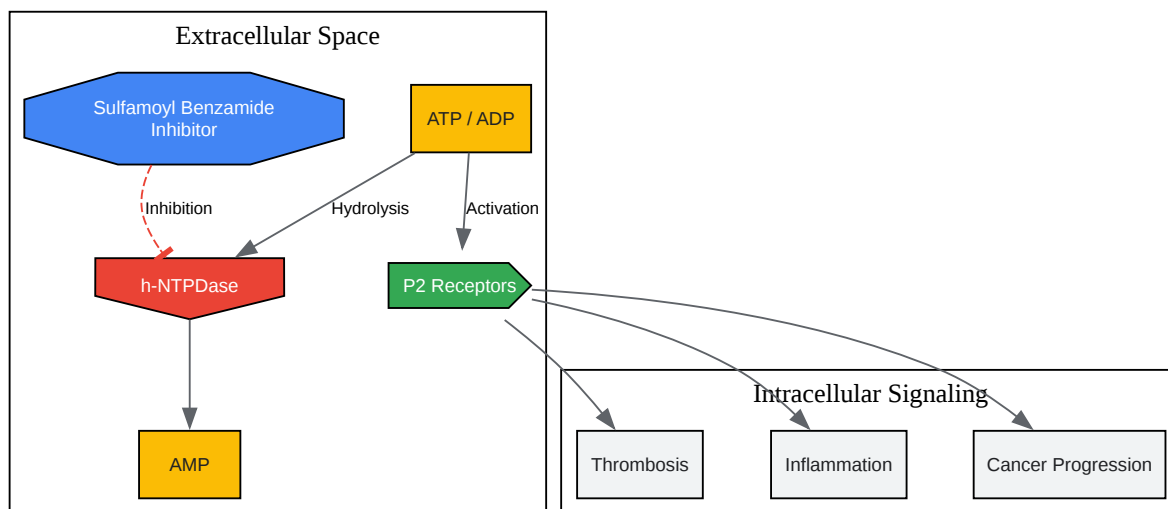 Extracellular Space
Sulfamoyl Benzamide
Inhibitor
ATP / ADP
Inhibition
Hydrolysis
Activation
h-NTPDase
P2 Receptors
Intracellular Signaling
AMP
Thrombosis
Inflammation
Cancer Progression